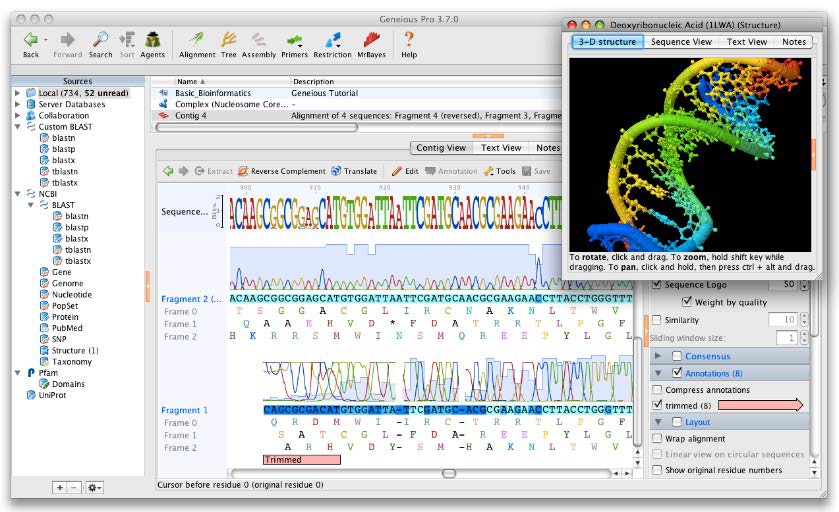 Geneious Pro 3.7.0
Back Forward Search Sort Agents Alignment Tree Assembly Primers Restriction MrBayes Help
Sources
Local (734, 52 unread)
Server Databases
Collaboration
Custom BLAST
blastn
blastp
blastx
tblastn
tblastx
NCBI
BLAST
blastn
blastp
blastx
tblastn
tblastx
Gene
Genome
Nucleotide
PopSet
Protein
PubMed
SNP
Structure (1)
Taxonomy
Pfam
Domains
UniProt
Name Description
Basic_Bioinformatics Geneious Tutorial
Complex (Nucleosome Core... –
Contig 4 Alignment of 4 sequences: Fragment 4 (reversed), Fragment 3, Fragme
Contig View Text View Notes
Extract Reverse Complement Translate Edit Annotation Tools Save
900 910 920 930 940
Sequence...
Fragment 2 (...
ACAAGCGGCGGAGCATGTGGATTAATTCGATGCAACGCGAAGAACCTTACCTGGGTTT
Frame 0 T S G G A C G L I R C N A K N L T W V
Frame 1 Q A A E H V D * F D A T R R T L P G F
Frame 2 H K R R S M W I N S M Q R E E P Y L G L
Fragment 1
CAGCGCGACATGTGGATTA-TTCGATGC-ACGCGAAGAACCTTACCTGGGTTT
Frame 0 Q R D M W I - I R C - T R R T L P G F
Frame 1 S A T C G L - F D A - R E E P Y L G F
Frame 2 A R H V D Y - S M - H A K N L T W V
Trimmed
Cursor before residue 0 (original residue 0)
Deoxyribonucleic Acid (1LWA) (Structure)
3-D structure Sequence View Text View Notes
To rotate, click and drag. To zoom, hold shift key while
dragging. To pan, click and hold, then press ctrl + alt and drag.
Sequence Logo 50
Weight by quality
Similarity 10
Sliding window size: 1
Consensus
Annotations (8)
Compress annotations
trimmed (8)
Layout
Wrap alignment
Linear view on circular sequences
Show original residue numbers